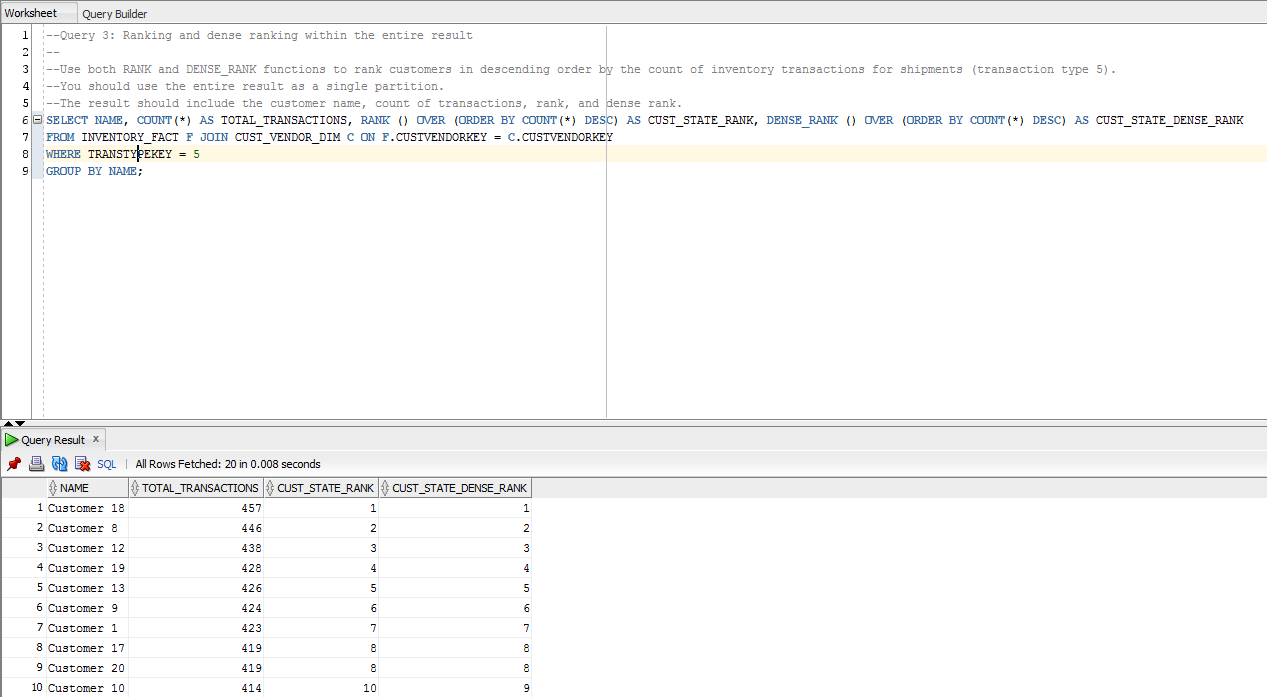 Worksheet Query Builder
1 --Query 3: Ranking and dense ranking within the entire result
2 --
3 --Use both RANK and DENSE_RANK functions to rank customers in descending order by the count of inventory transactions for shipments (transaction type 5).
4 --You should use the entire result as a single partition.
5 --The result should include the customer name, count of transactions, rank, and dense rank.
6 SELECT NAME, COUNT(*) AS TOTAL_TRANSACTIONS, RANK () OVER (ORDER BY COUNT(*) DESC) AS CUST_STATE_RANK, DENSE_RANK () OVER (ORDER BY COUNT(*) DESC) AS CUST_STATE_DENSE_RANK
7 FROM INVENTORY_FACT F JOIN CUST_VENDOR_DIM C ON F.CUSTVENDORKEY = C.CUSTVENDORKEY
8 WHERE TRANSTYPEKEY = 5
9 GROUP BY NAME;
Query Result x
SQL | All Rows Fetched: 20 in 0.008 seconds
NAME TOTAL_TRANSACTIONS CUST_STATE_RANK CUST_STATE_DENSE_RANK
1 Customer 18 457 1 1
2 Customer 8 446 2 2
3 Customer 12 438 3 3
4 Customer 19 428 4 4
5 Customer 13 426 5 5
6 Customer 9 424 6 6
7 Customer 1 423 7 7
8 Customer 17 419 8 8
9 Customer 20 419 8 8
10 Customer 10 414 10 9